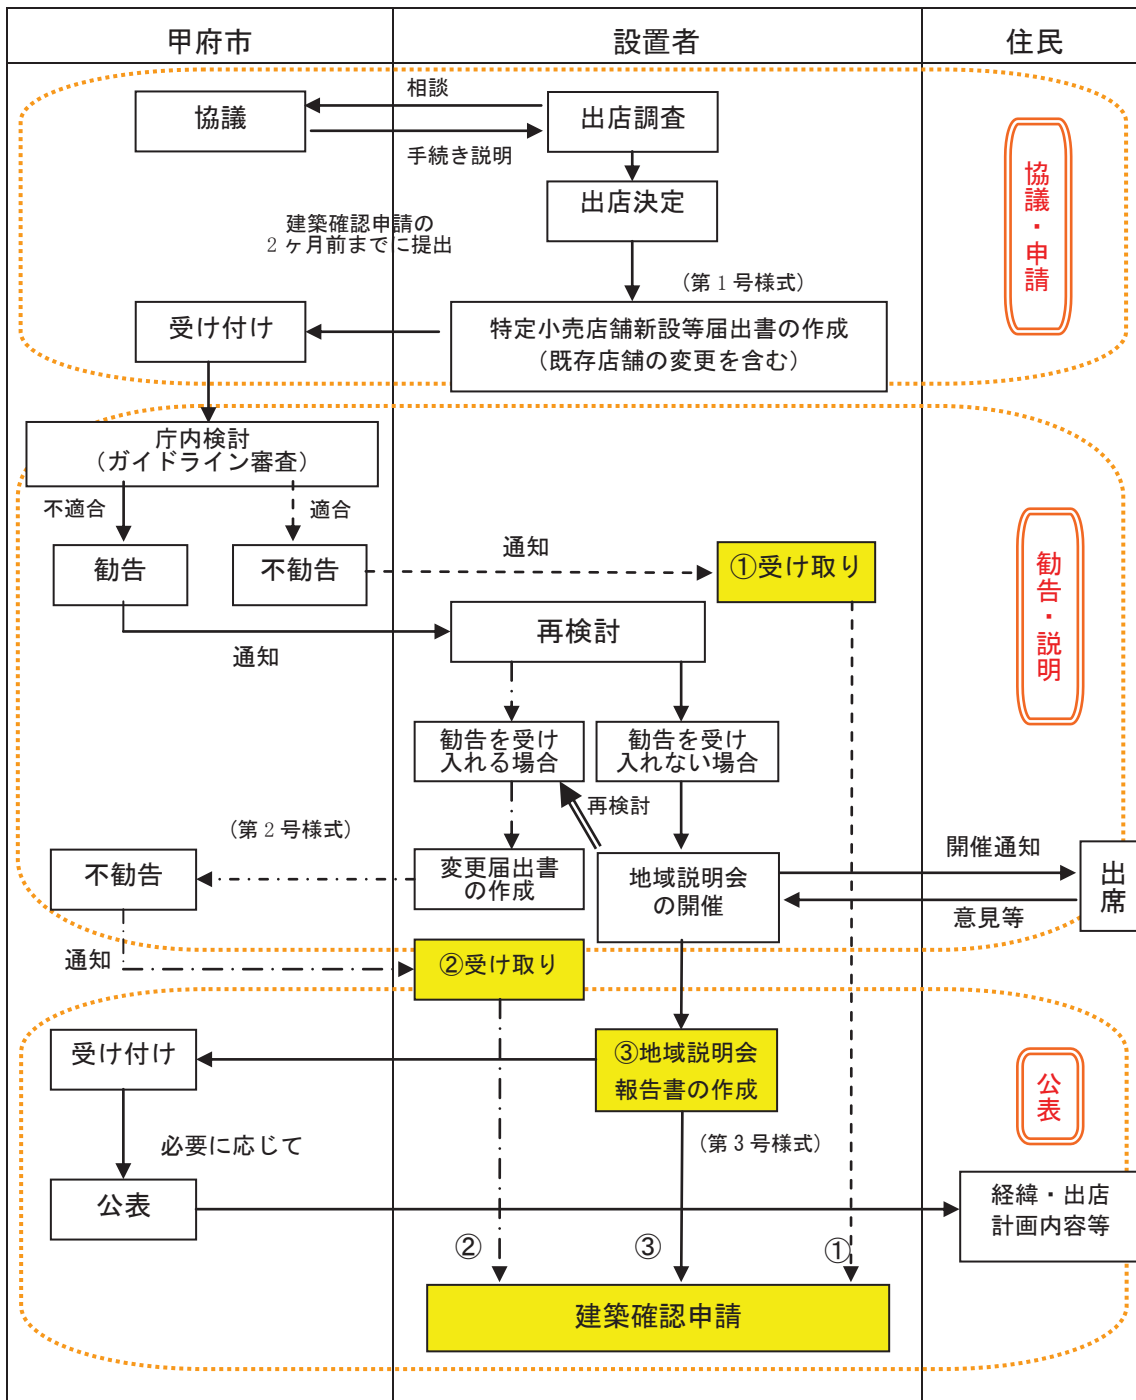 甲府市
設置者
住民
相談
協議
出店調査
手続き説明
出店決定
建築確認申請の
2ヶ月前までに提出
協議・申請
(第1号様式)
受け付け
特定小売店舗新設等届出書の作成
(既存店舗の変更を含む)
庁内検討
(ガイドライン審査)
不適合
適合
勧告
不勧告
通知
①受け取り
勧告・説明
再検討
通知
勧告を受け
入れる場合
勧告を受け
入れない場合
再検討
(第2号様式)
不勧告
変更届出書
の作成
地域説明会
の開催
開催通知
意見等
出席
通知
②受け取り
受け付け
③地域説明会
報告書の作成
公表
必要に応じて
(第3号様式)
公表
経緯・出店
計画内容等
②
③
①
建築確認申請